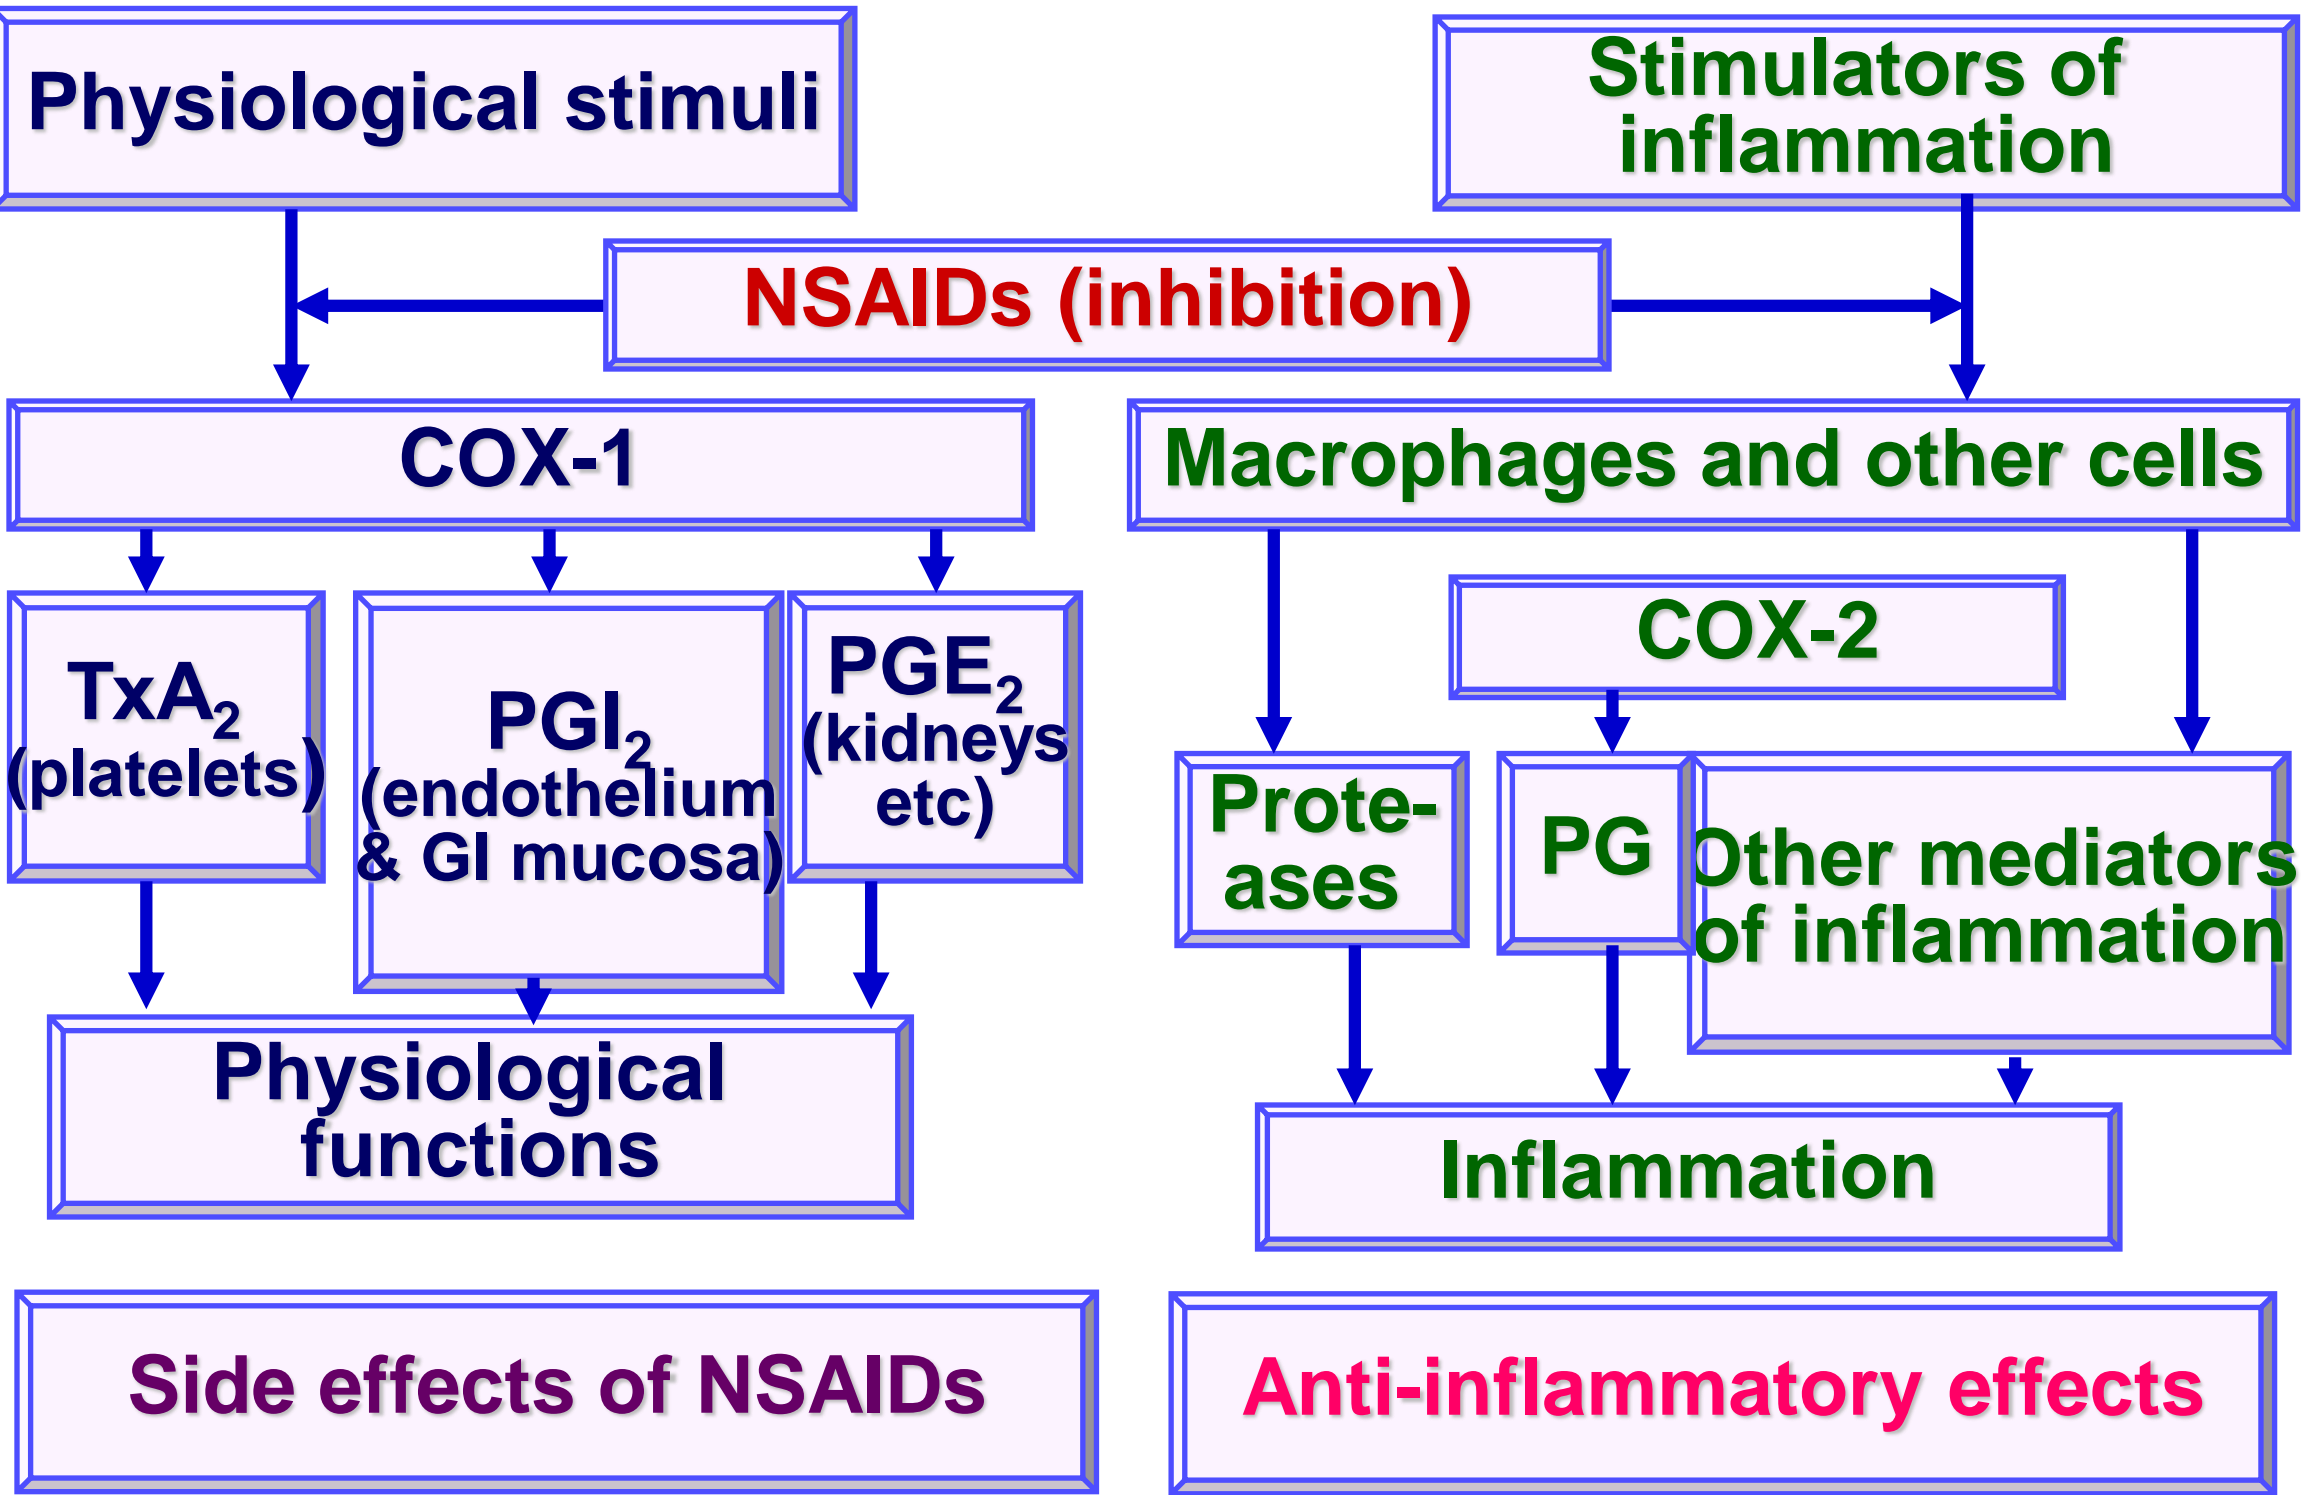 Physiological stimuli
Stimulators of
inflammation
NSAIDs (inhibition)
COX-1
Macrophages and other cells
TxA₂
(platelets)
PGI₂
(endothelium
& GI mucosa)
PGE₂
(kidneys
etc)
COX-2
Prote-
ases
PG
Other mediators
of inflammation
Physiological
functions
Inflammation
Side effects of NSAIDs
Anti-inflammatory effects